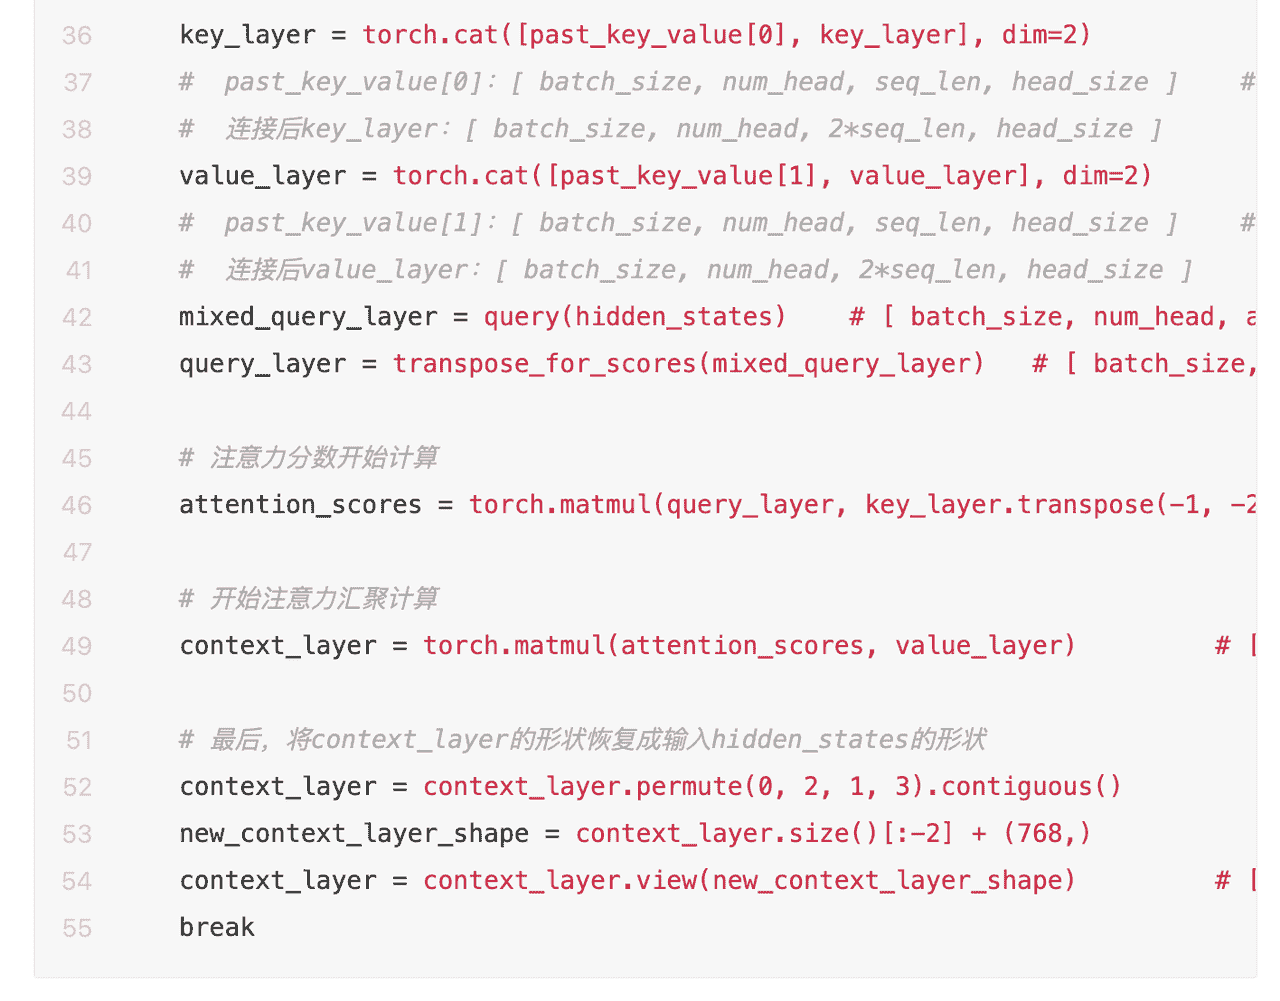 36 key_layer = torch.cat([past_key_value[0], key_layer], dim=2)
37 #  past_key_value[0]：[ batch_size, num_head, seq_len, head_size ]    #
38 #  连接后key_layer：[ batch_size, num_head, 2*seq_len, head_size ]
39 value_layer = torch.cat([past_key_value[1], value_layer], dim=2)
40 #  past_key_value[1]：[ batch_size, num_head, seq_len, head_size ]    #
41 #  连接后value_layer：[ batch_size, num_head, 2*seq_len, head_size ]
42 mixed_query_layer = query(hidden_states)    # [ batch_size, num_head, a
43 query_layer = transpose_for_scores(mixed_query_layer)   # [ batch_size,
44
45 # 注意力分数开始计算
46 attention_scores = torch.matmul(query_layer, key_layer.transpose(-1, -2
47
48 # 开始注意力汇聚计算
49 context_layer = torch.matmul(attention_scores, value_layer)         # [
50
51 # 最后，将context_layer的形状恢复成输入hidden_states的形状
52 context_layer = context_layer.permute(0, 2, 1, 3).contiguous()
53 new_context_layer_shape = context_layer.size()[:-2] + (768,)
54 context_layer = context_layer.view(new_context_layer_shape)         # [
55 break